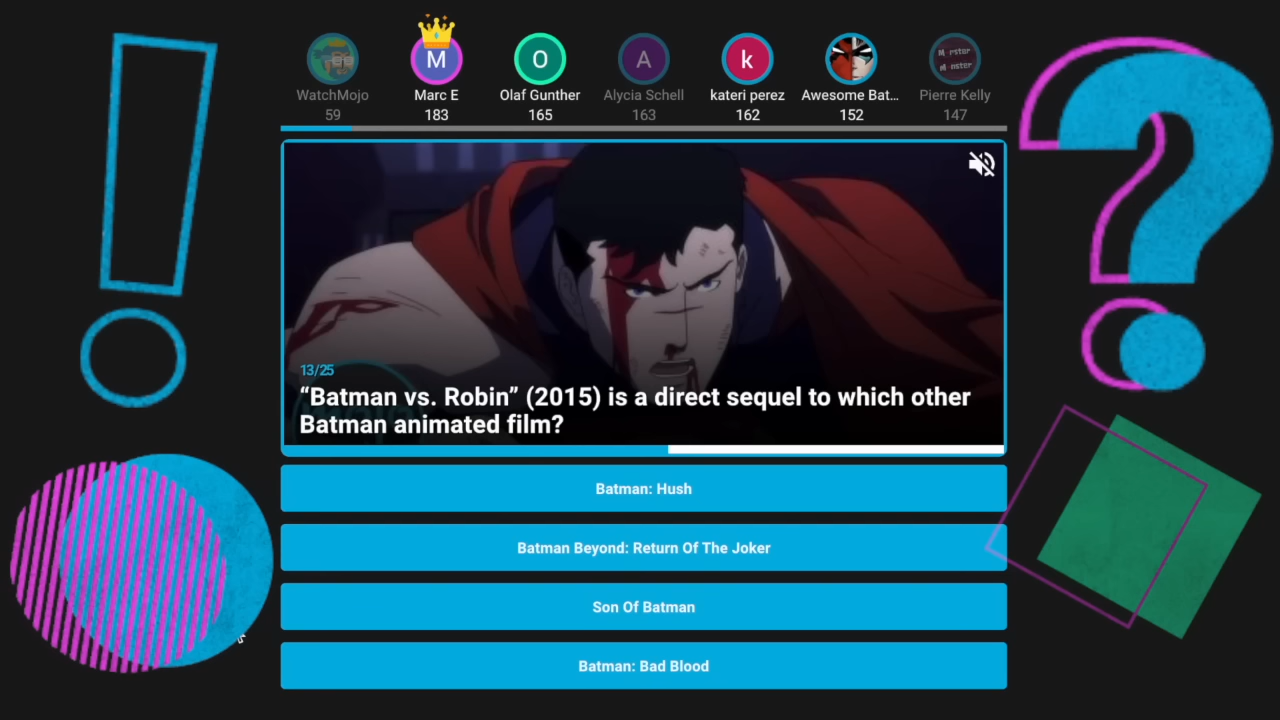 M
O
A
k
M rster
M nster
WatchMojo
Marc E
Olaf Gunther
Alycia Schell
kateri perez
Awesome Bat...
Pierre Kelly
59
183
165
163
162
152
147
13/25
“Batman vs. Robin” (2015) is a direct sequel to which other
Batman animated film?
Batman: Hush
Batman Beyond: Return Of The Joker
Son Of Batman
Batman: Bad Blood